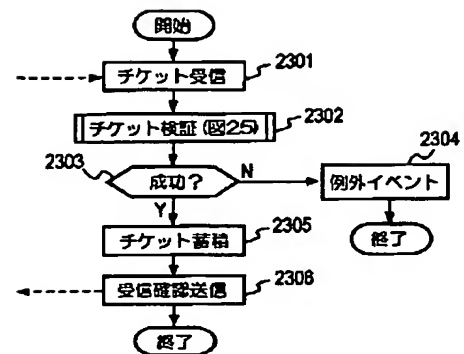 開始
チケット受信
2301
チケット検証(図25)
2302
2303
成功?
N
2304
例外イベント
終了
Y
チケット蓄積
2305
受信確認送信
2306
終了